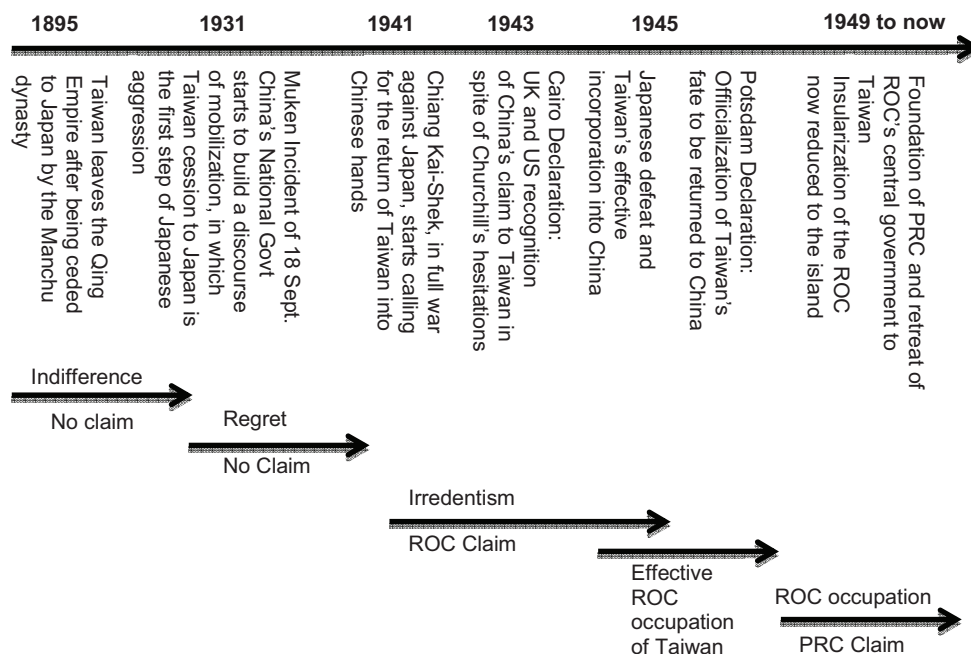 1895
1931
1941
1943
1945
1949 to now
Taiwan leaves the Qing
Empire after being ceded
to Japan by the Manchu
dynasty
Muken Incident of 18 Sept.
China's National Govt
starts to build a discourse
of mobilization, in which
Taiwan cession to Japan is
the first step of Japanese
aggression
Chiang Kai-Shek, in full war
against Japan, starts calling
for the return of Taiwan into
Chinese hands
Cairo Declaration:
UK and US recognition
of China's claim to Taiwan in
spite of Churchill's hesitations
Japanese defeat and
Taiwan's effective
incorporation into China
Potsdam Declaration:
Officialization of Taiwan's
fate to be returned to China
Foundation of PRC and retreat of
ROC's central government to
Taiwan
Insularization of the ROC
now reduced to the island
Indifference
No claim
Regret
No Claim
Irredentism
ROC Claim
Effective
ROC
occupation
of Taiwan
ROC occupation
PRC Claim